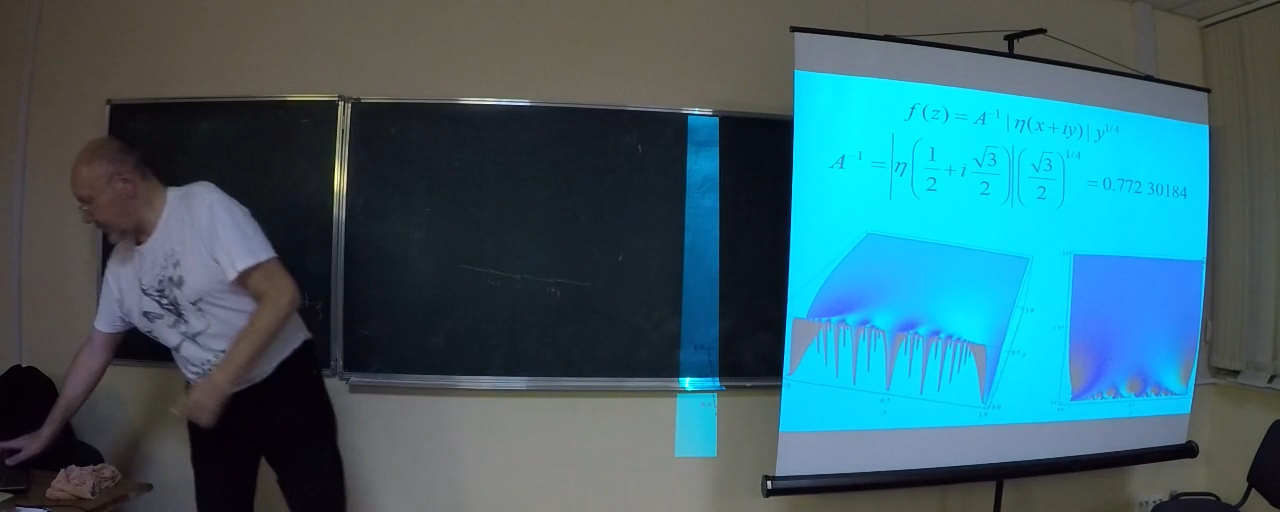 f(z) = A⁻¹ | η(x + iy) | y^{1/4}
A⁻¹ = | η( 1/2 + i √3/2 ) | ( √3/2 )^{1/4} = 0.772 30184